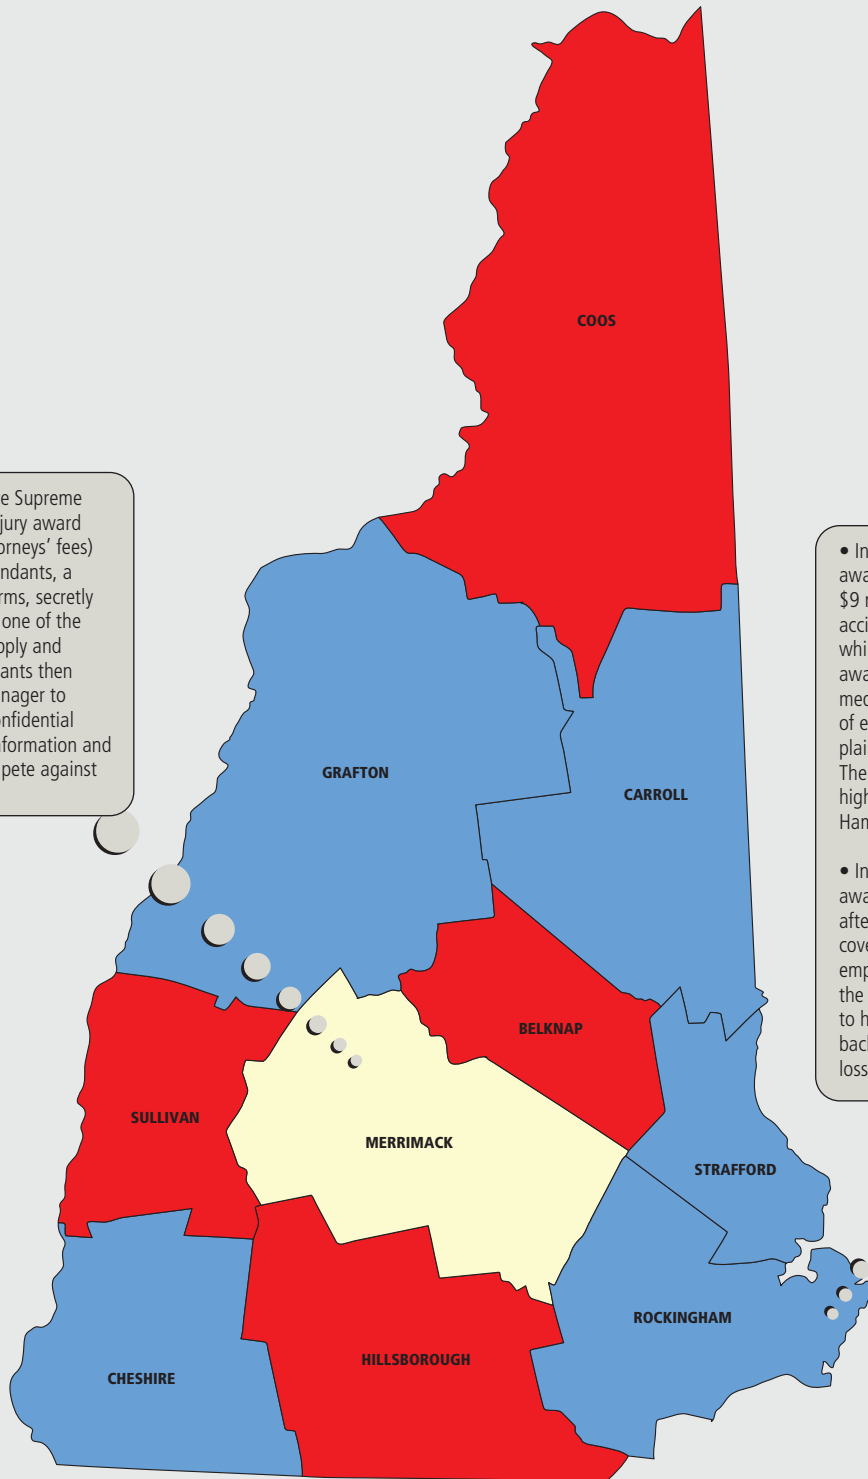 COOS
e Supreme
jury award
orneys' fees)
ndants, a
rms, secretly
one of the
pply and
ants then
nager to
onfidential
formation and
pete against
• In
awa
$9 r
acci
whi
awa
med
of e
plai
The
high
Ham
• In
awa
afte
cove
emp
the
to h
back
loss
GRAFTON
CARROLL
BELKNAP
SULLIVAN
MERRIMACK
STRAFFORD
ROCKINGHAM
HILLSBOROUGH
CHESHIRE